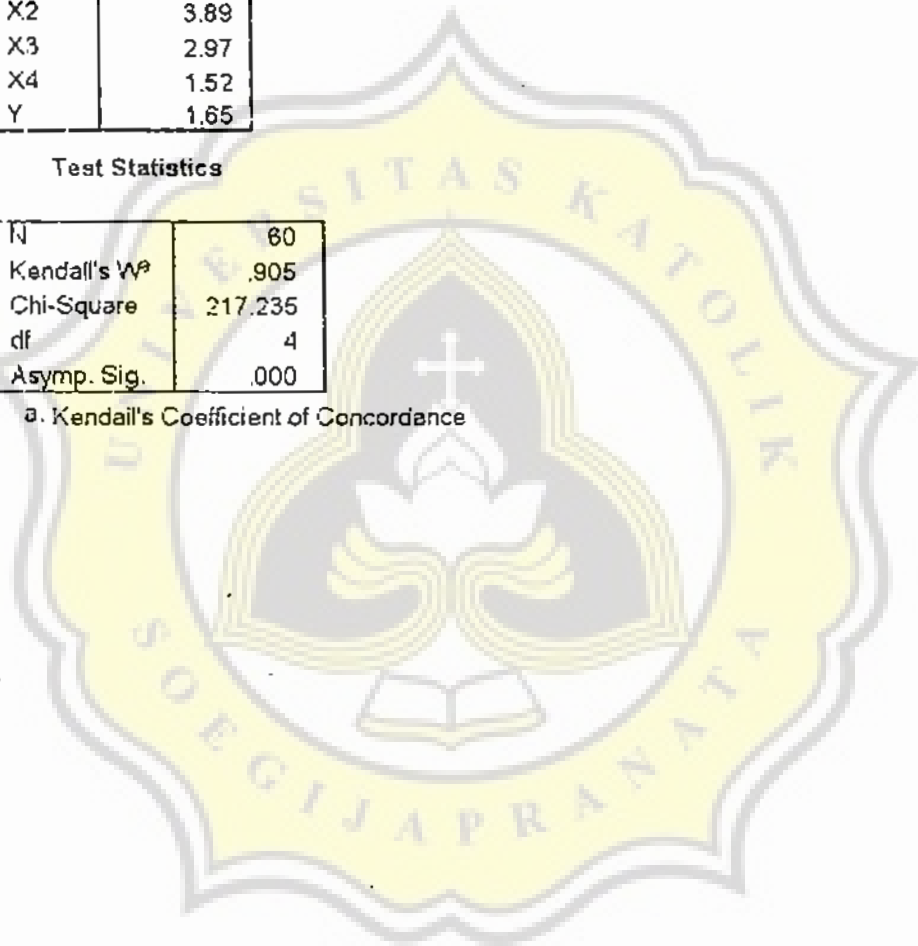 X2 3.89
X3 2.97
X4 1.52
Y 1.65
Test Statistics
N 60
Kendall's Wa .905
Chi-Square 217.235
df 4
Asymp. Sig. .000
a. Kendall's Coefficient of Concordance
UNIVERSITAS KATOLIK
SOEGIJAPRANATA